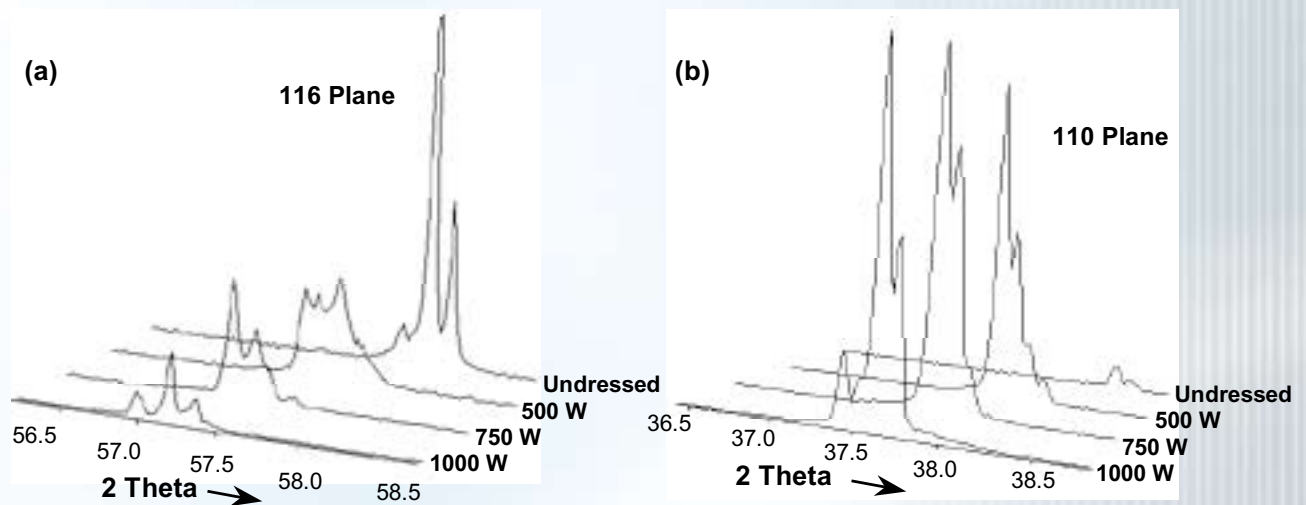 (a)
116 Plane
Undressed
500 W
750 W
1000 W
56.5
57.0
57.5
58.0
58.5
2 Theta
(b)
110 Plane
Undressed
500 W
750 W
1000 W
36.5
37.0
37.5
38.0
38.5
2 Theta